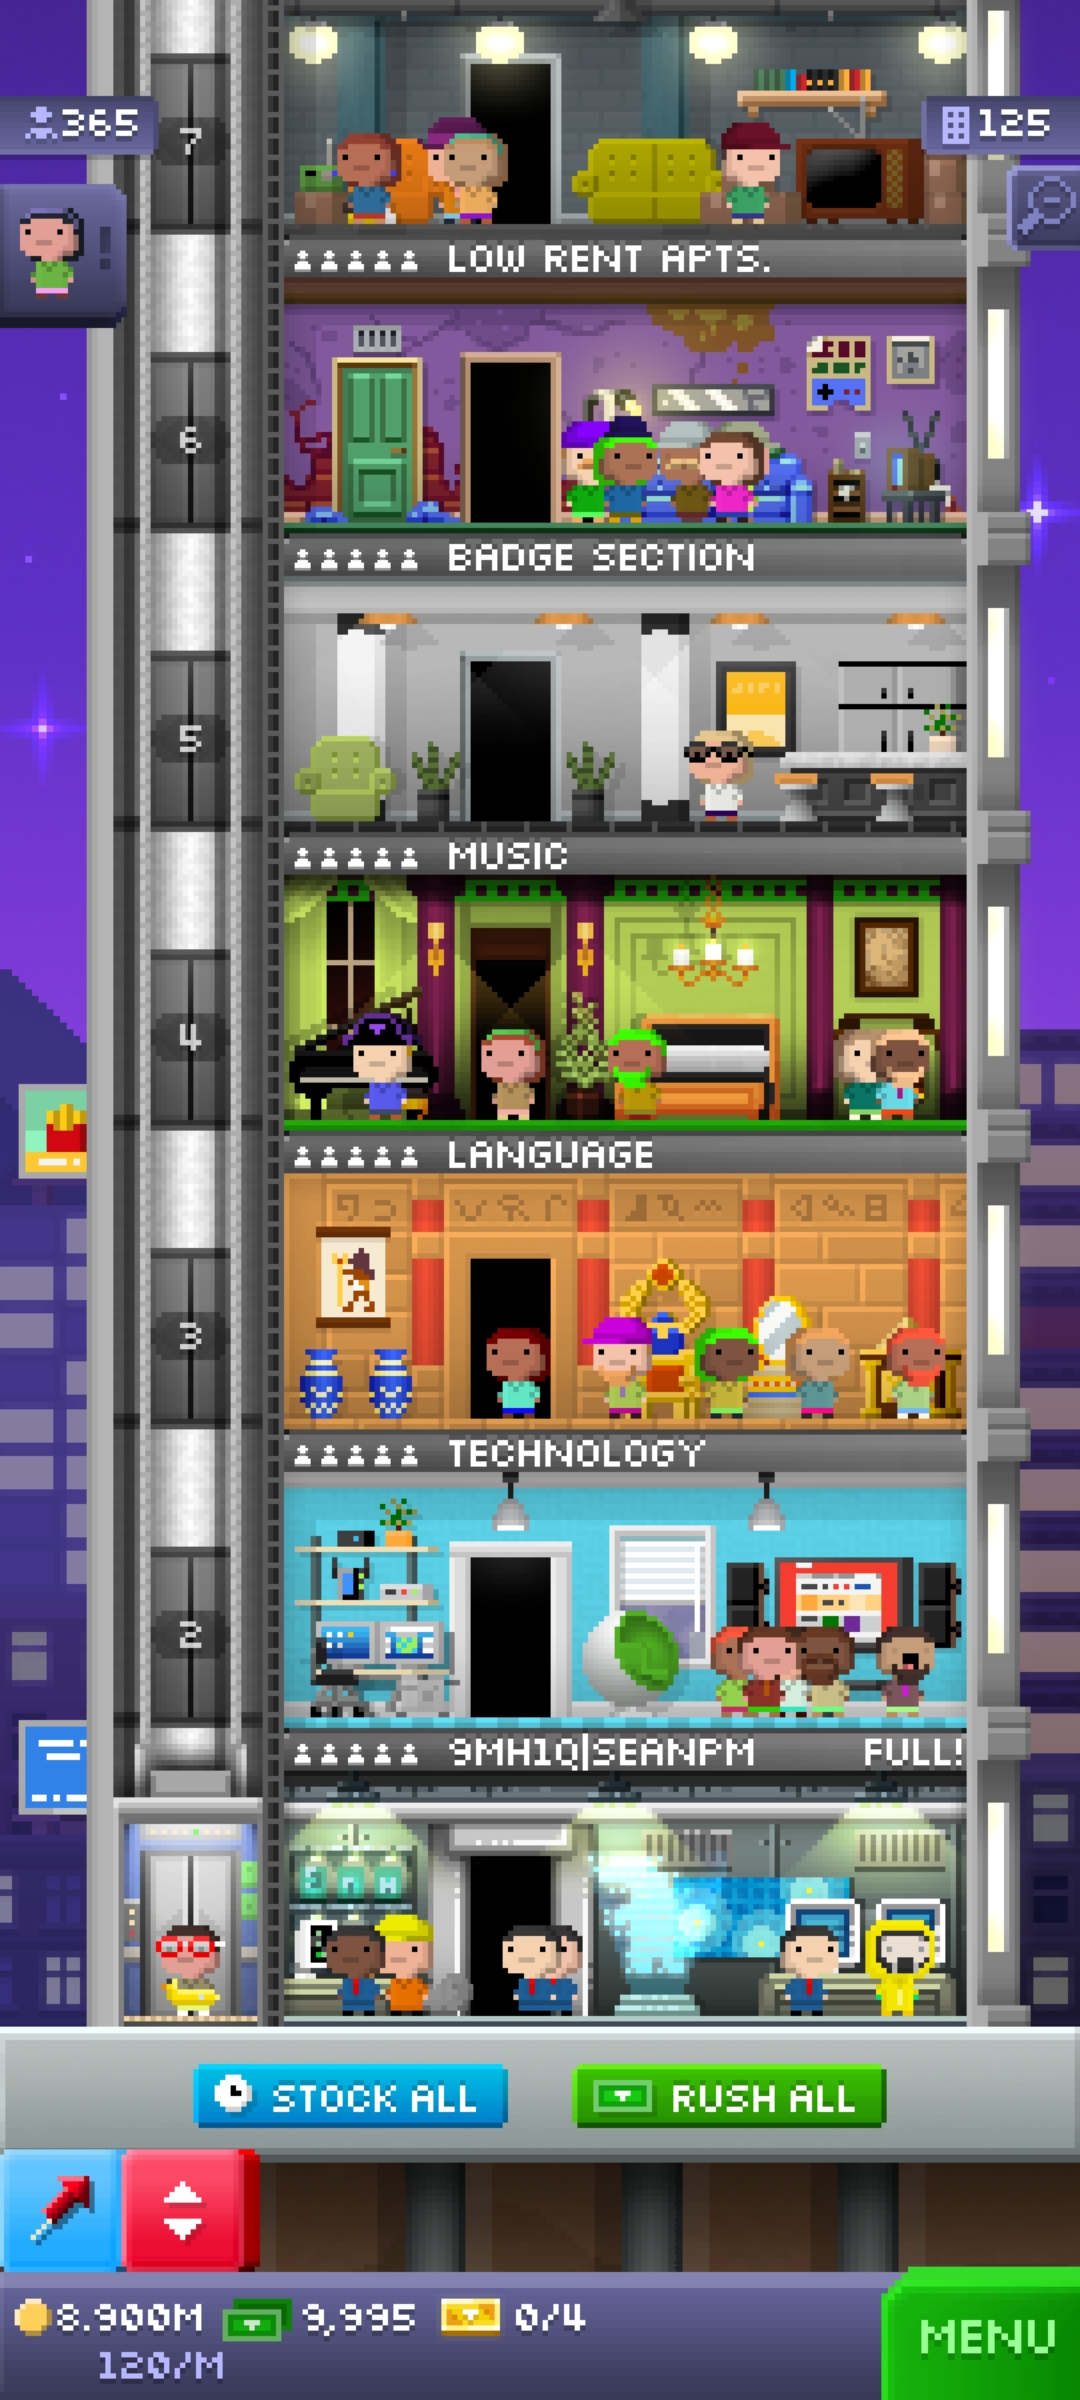 7
365
125
!
LOW RENT APTS.
6
BADGE SECTION
5
MUSIC
4
LANGUAGE
3
TECHNOLOGY
2
9MH1Q|SEANPM FULL!
STOCK ALL
RUSH ALL
8.900M
9,995
0/4
120/M
MENU